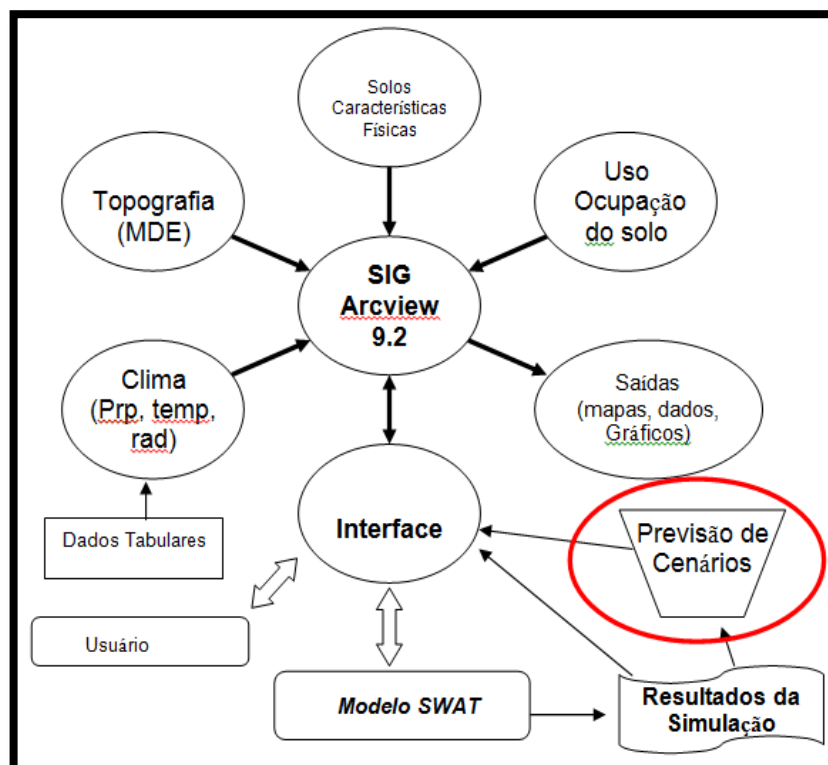 Solos
Características
Físicas
Topografia
(MDE)
Uso
Ocupação
do solo
SIG
Arcview
9.2
Clima
(Prp, temp,
rad)
Saídas
(mapas, dados,
Gráficos)
Dados Tabulares
Interface
Previsão de
Cenários
Usuário
Modelo SWAT
Resultados da
Simulação